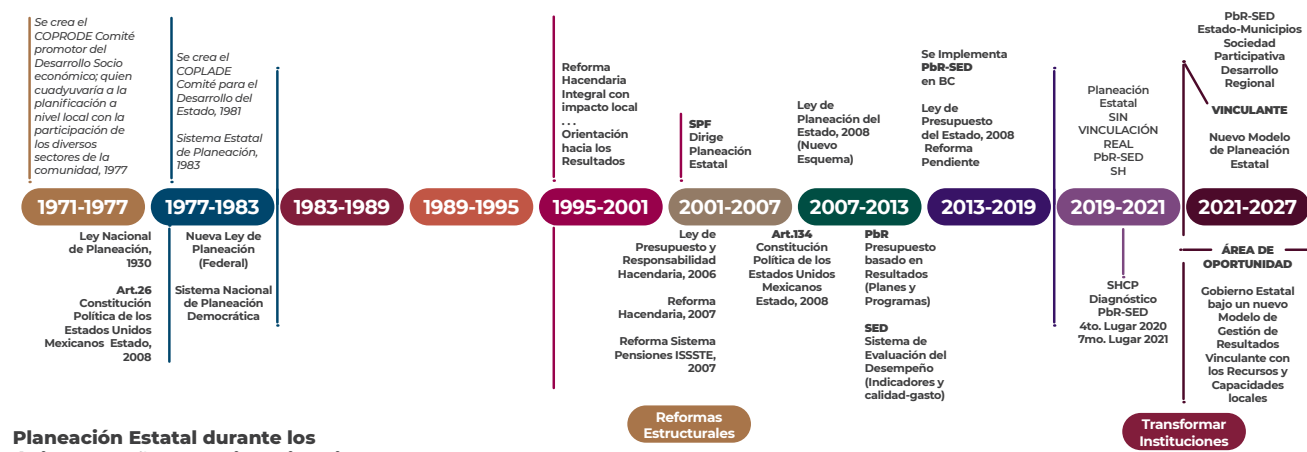 Se crea el
COPRODE Comité
promotor del
Desarrollo Socio
económico; quien
cuadyuvaría a la
planificación a
nivel local con la
participación de
los diversos
sectores de la
comunidad, 1977
Se crea el
COPLADE
Comité para el
Desarrollo del
Estado, 1981
Sistema Estatal
de Planeación,
1983
Reforma
Hacendaria
Integral con
impacto local
. . .
Orientación
hacia los
Resultados
SPF
Dirige
Planeación
Estatal
Ley de
Planeación del
Estado, 2008
(Nuevo
Esquema)
Se Implementa
PbR-SED
en BC
Ley de
Presupuesto
del Estado, 2008
Reforma
Pendiente
Planeación
Estatal
SIN
VINCULACIÓN
REAL
PbR-SED
SH
PbR-SED
Estado-Municipios
Sociedad
Participativa
Desarrollo
Regional
VINCULANTE
Nuevo Modelo
de Planeación
Estatal
1971-1977
1977-1983
1983-1989
1989-1995
1995-2001
2001-2007
2007-2013
2013-2019
2019-2021
2021-2027
Ley Nacional
de Planeación,
1930
Art.26
Constitución
Política de los
Estados Unidos
Mexicanos Estado,
2008
Nueva Ley de
Planeación
(Federal)
Sistema Nacional
de Planeación
Democrática
Ley de
Presupuesto y
Responsabilidad
Hacendaria, 2006
Reforma
Hacendaria, 2007
Reforma Sistema
Pensiones ISSSTE,
2007
Art.134
Constitución
Política de los
Estados Unidos
Mexicanos
Estado, 2008
PbR
Presupuesto
basado en
Resultados
(Planes y
Programas)
SED
Sistema de
Evaluación del
Desempeño
(Indicadores y
calidad-gasto)
SHCP
Diagnóstico
PbR-SED
4to. Lugar 2020
7mo. Lugar 2021
ÁREA DE
OPORTUNIDAD
Gobierno Estatal
bajo un nuevo
Modelo de
Gestión de
Resultados
Vinculante con
los Recursos y
Capacidades
locales
Reformas
Estructurales
Transformar
Instituciones
Planeación Estatal durante los